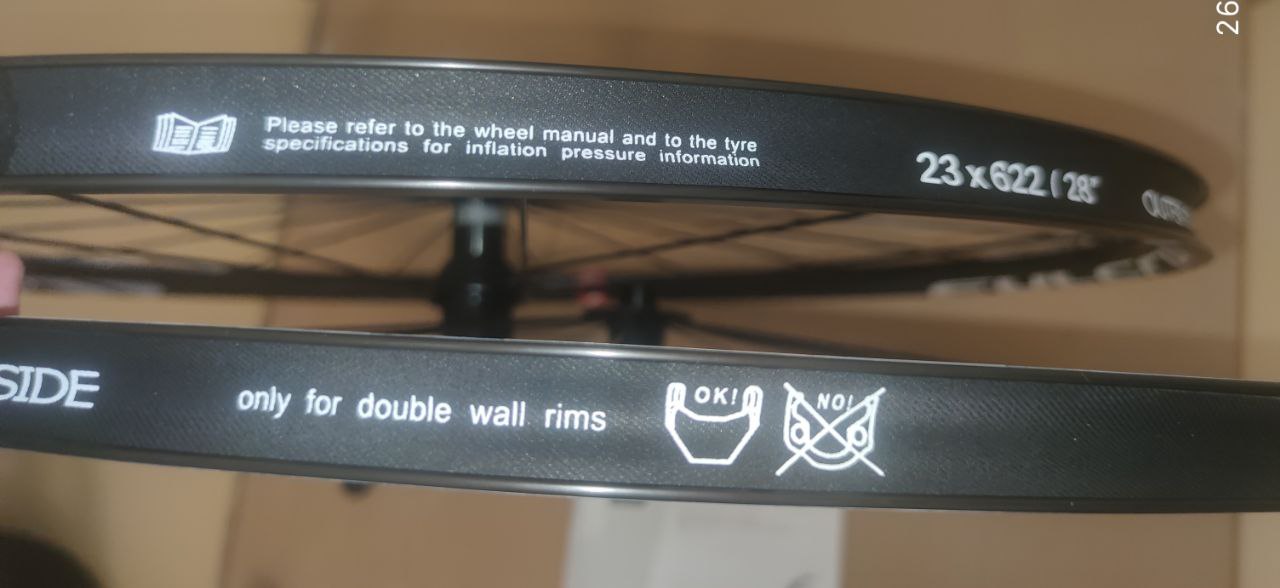 26
Please refer to the wheel manual and to the tyre
specifications for inflation pressure information
23x622 | 28"
SIDE
only for double wall rims
OK!
NO!